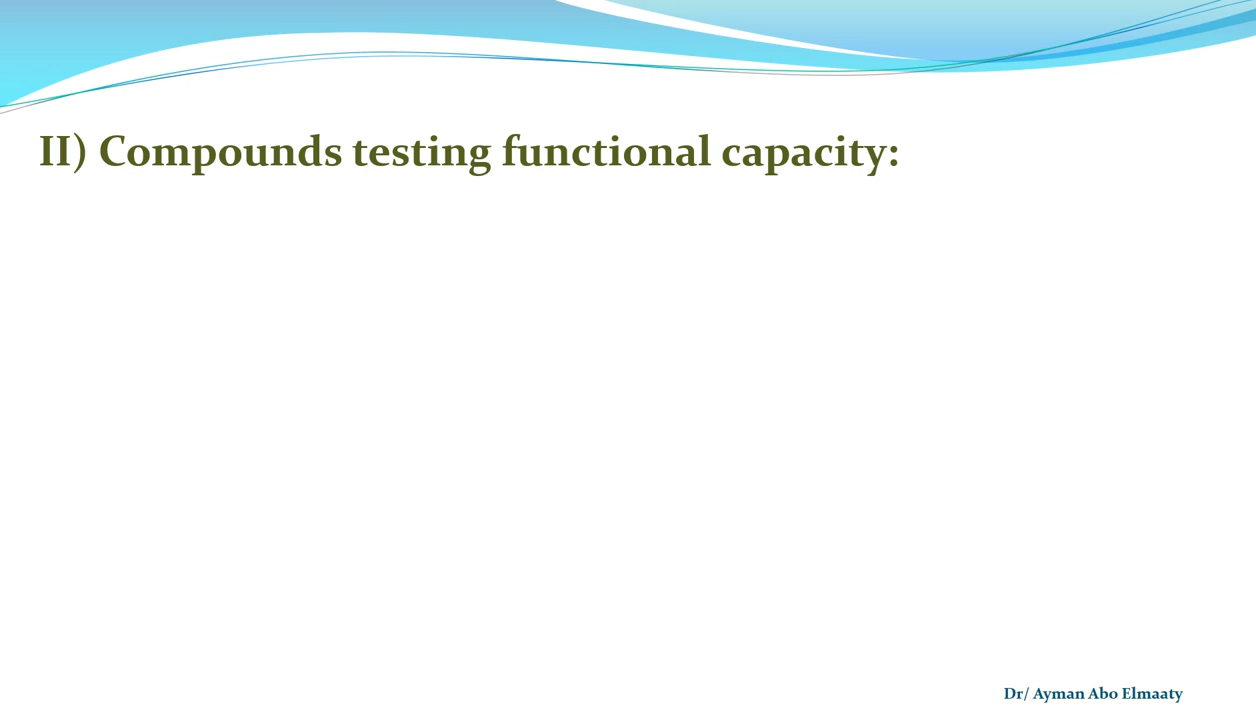 II) Compounds testing functional capacity:
Dr/ Ayman Abo Elmaaty